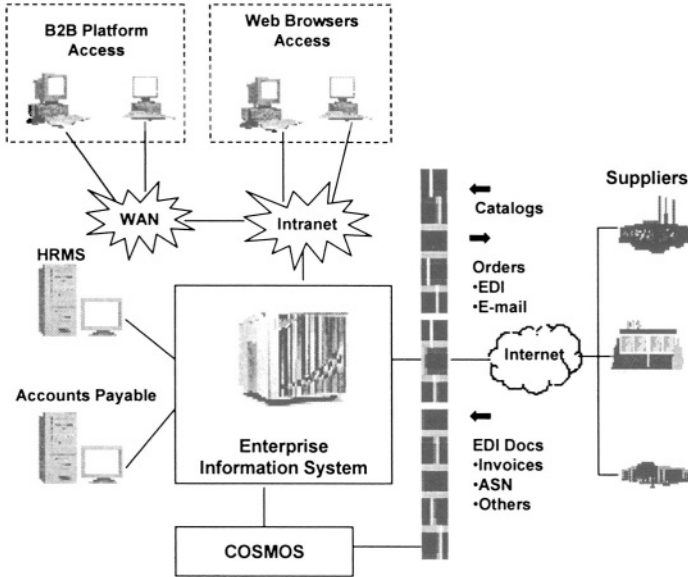 B2B Platform
Access
Web Browsers
Access
WAN
Intranet
HRMS
Accounts Payable
Enterprise
Information System
COSMOS
Catalogs
Orders
•EDI
•E-mail
EDI Docs
•Invoices
•ASN
•Others
Internet
Suppliers